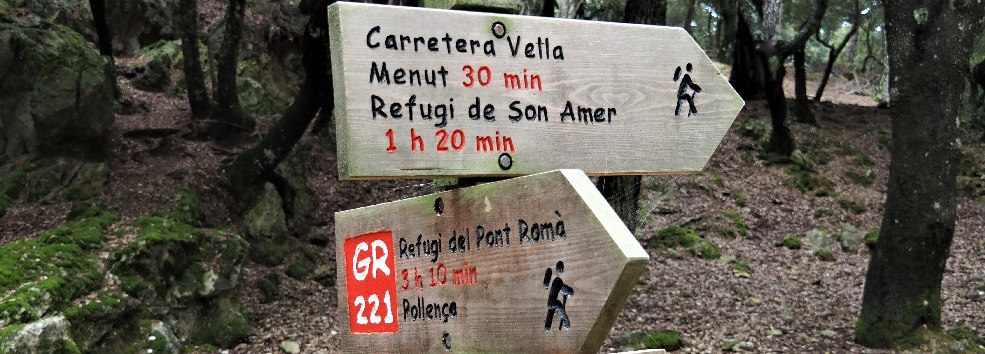 Carretera Vella
Menut 30 min
Refugi de Son Amer
1 h 20 min
GR
221
Refugi del Pont Romà
3 h 10 min
Pollença